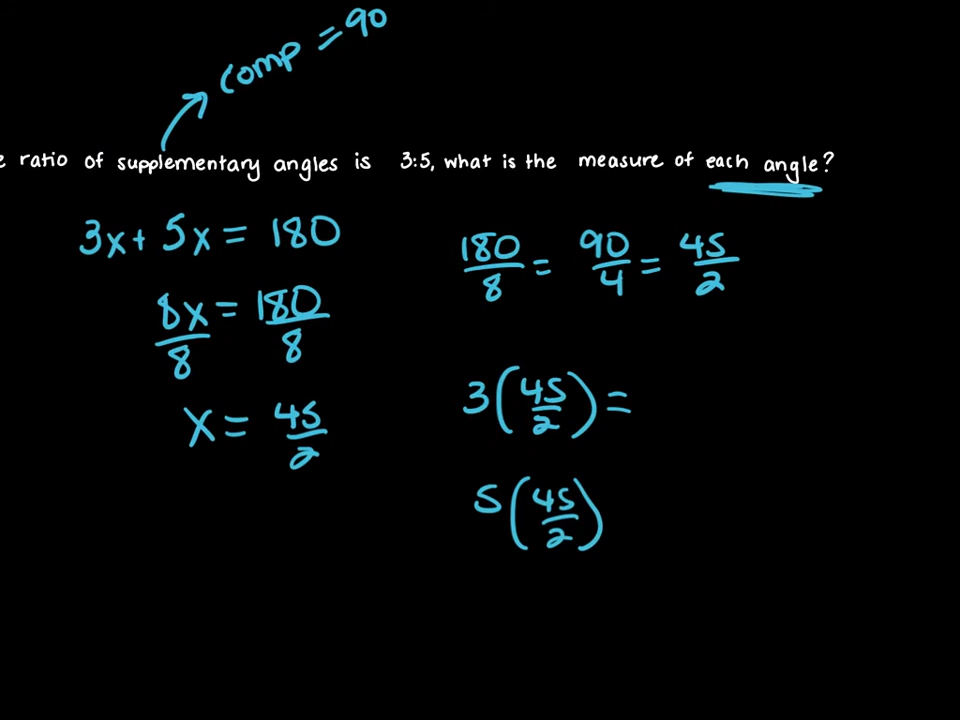 comp = 90
e ratio of supplementary angles is 3:5, what is the measure of each angle?
3x + 5x = 180
8x/8 = 180/8
x = 45/2
180/8 = 90/4 = 45/2
3(45/2) =
5(45/2)